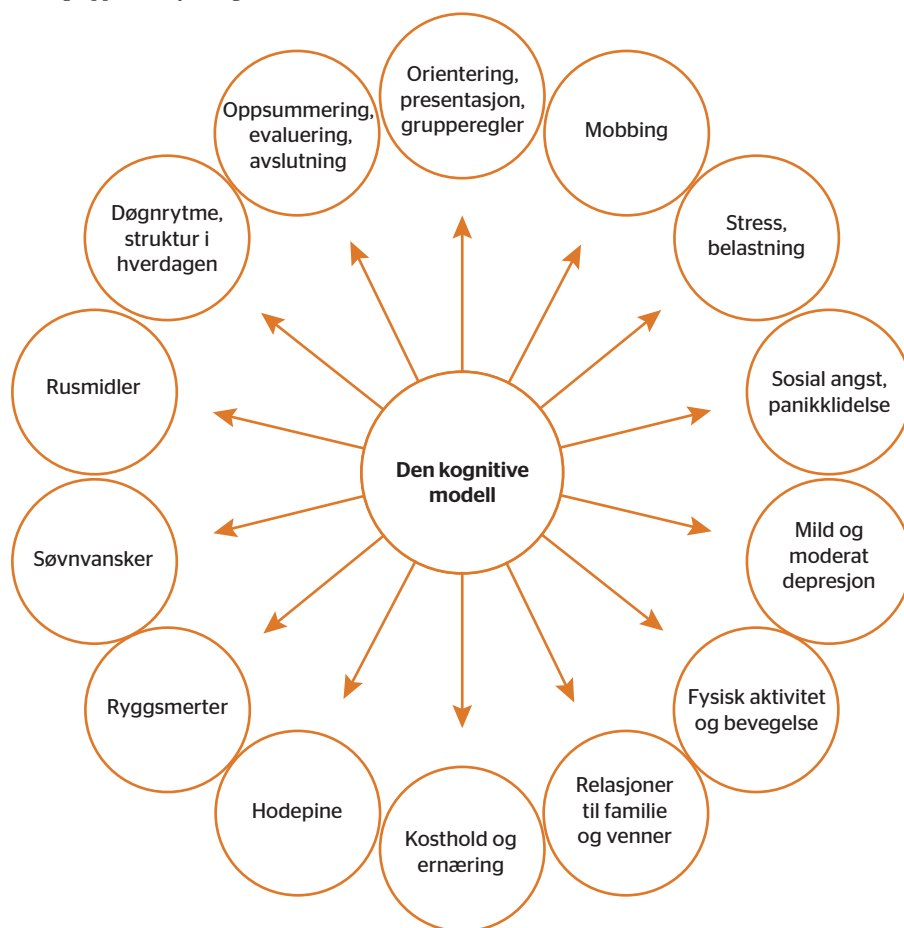 Orientering,
presentasjon,
grupperegler
Mobbing
Stress,
belastning
Sosial angst,
panikklidelse
Mild og
moderat
depresjon
Fysisk aktivitet
og bevegelse
Relasjoner
til familie
og venner
Kosthold og
ernæring
Hodepine
Ryggsmerter
Søvnvansker
Rusmidler
Døgnrytme,
struktur i
hverdagen
Oppsummering,
evaluering,
avslutning
Den kognitive
modell